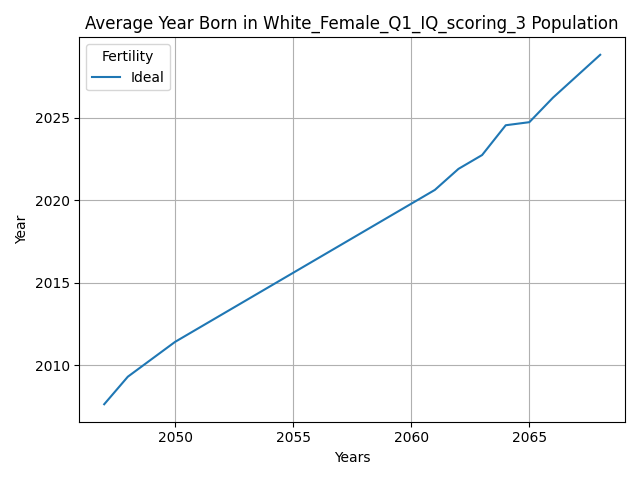 Average Year Born in White_Female_Q1_IQ_scoring_3 Population
Fertility
Ideal
2025
2020
2015
2010
Year
2050 2055 2060 2065
Years